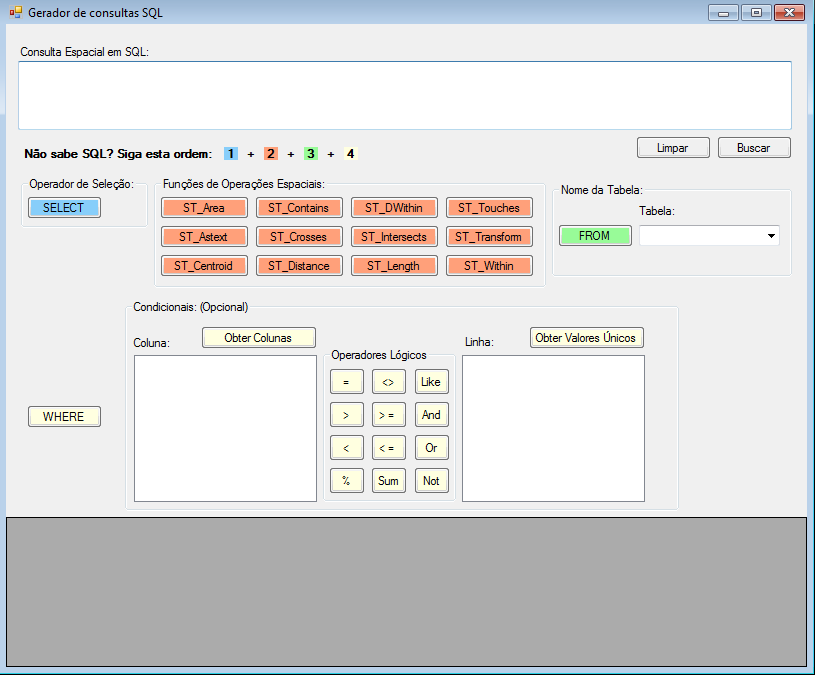 Gerador de consultas SQL
Consulta Espacial em SQL:
Não sabe SQL? Siga esta ordem: 1 + 2 + 3 + 4
Limpar Buscar
Operador de Seleção:
SELECT
Funções de Operações Espaciais:
ST_Area ST_Contains ST_DWithin ST_Touches
ST_Astext ST_Crosses ST_Intersects ST_Transform
ST_Centroid ST_Distance ST_Length ST_Within
Nome da Tabela:
Tabela:
FROM
Condicionais: (Opcional)
Coluna: Obter Colunas
Operadores Lógicos
Linha: Obter Valores Únicos
= <> Like
> > = And
< < = Or
% Sum Not
WHERE